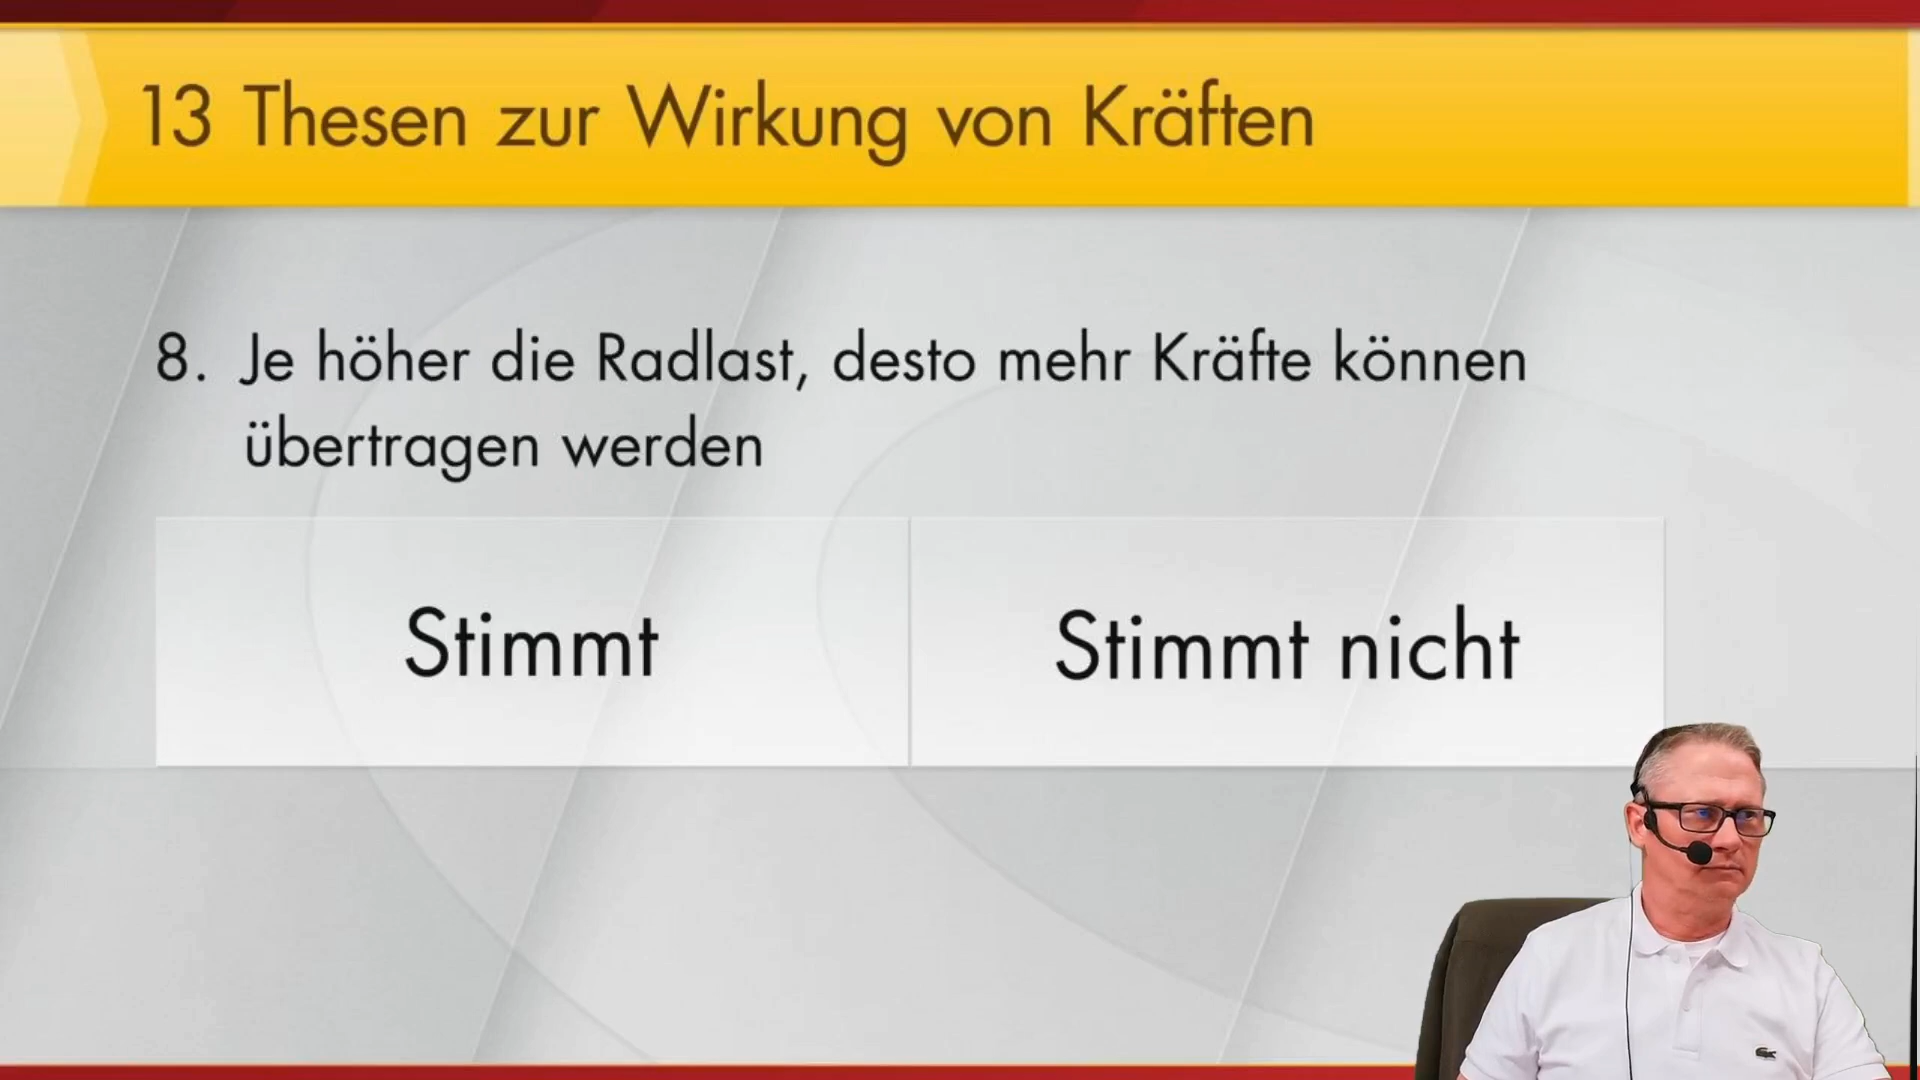 13 Thesen zur Wirkung von Kräften
8. Je höher die Radlast, desto mehr Kräfte können
übertragen werden
Stimmt
Stimmt nicht